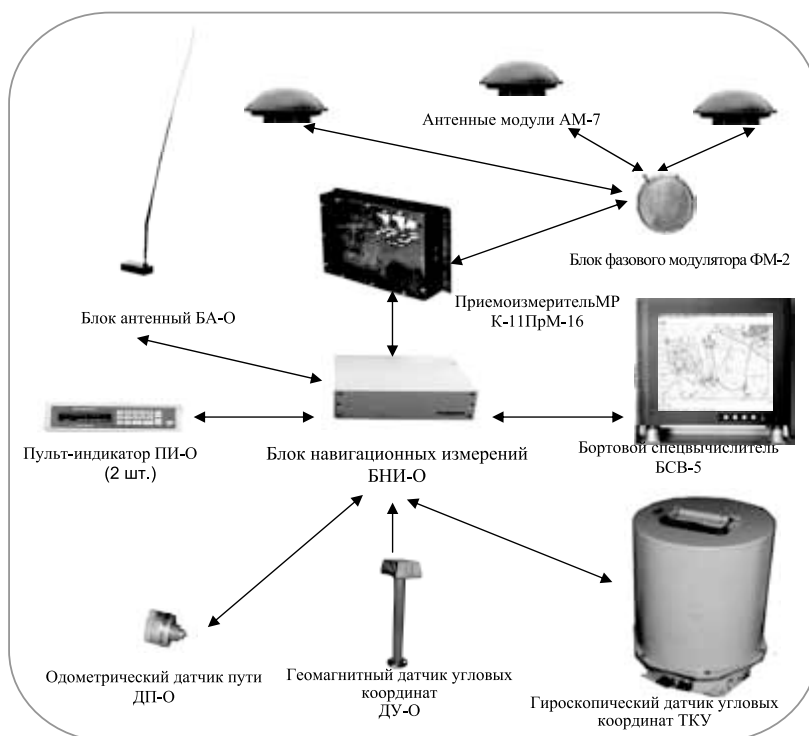 Антенные модули АМ-7
Блок фазового модулятора ФМ-2
Блок антенный БА-О
ПриемоизмерительМР
К-11ПрМ-16
Пульт-индикатор ПИ-О
(2 шт.)
Блок навигационных измерений
БНИ-О
Бортовой спецвычислитель
БСВ-5
Одометрический датчик пути
ДП-О
Геомагнитный датчик угловых
координат
ДУ-О
Гироскопический датчик угловых
координат ТКУ